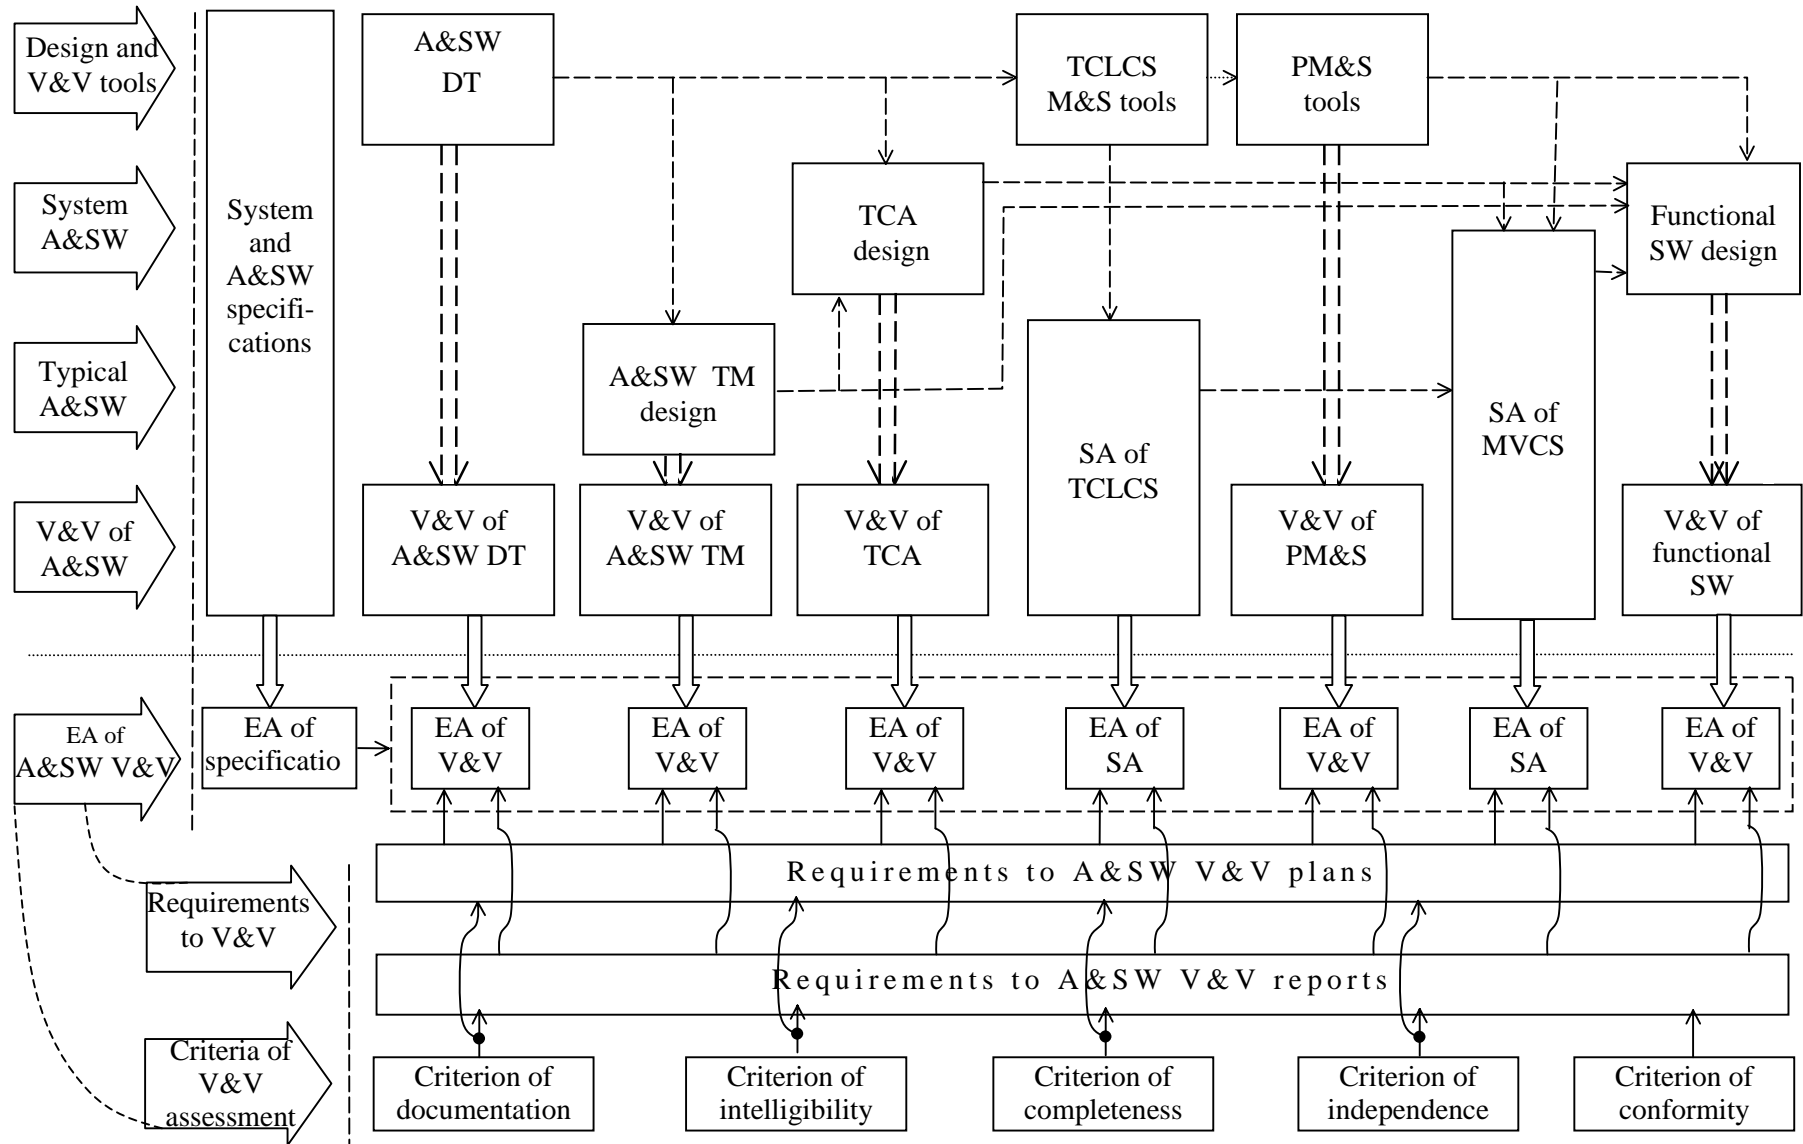 Design and
V&V tools
System
A&SW
Typical
A&SW
V&V of
A&SW
EA of
A&SW V&V
Requirements
to V&V
Criteria of
V&V
assessment
System
and
A&SW
specifi-
cations
A&SW
DT
TCLCS
M&S tools
PM&S
tools
TCA
design
Functional
SW design
A&SW TM
design
SA of
TCLCS
SA of
MVCS
V&V of
A&SW DT
V&V of
A&SW TM
V&V of
TCA
V&V of
PM&S
V&V of
functional
SW
EA of
specificatio
EA of
V&V
EA of
V&V
EA of
V&V
EA of
SA
EA of
V&V
EA of
SA
EA of
V&V
Requirements to A&SW V&V plans
Requirements to A&SW V&V reports
Criterion of
documentation
Criterion of
intelligibility
Criterion of
completeness
Criterion of
independence
Criterion of
conformity